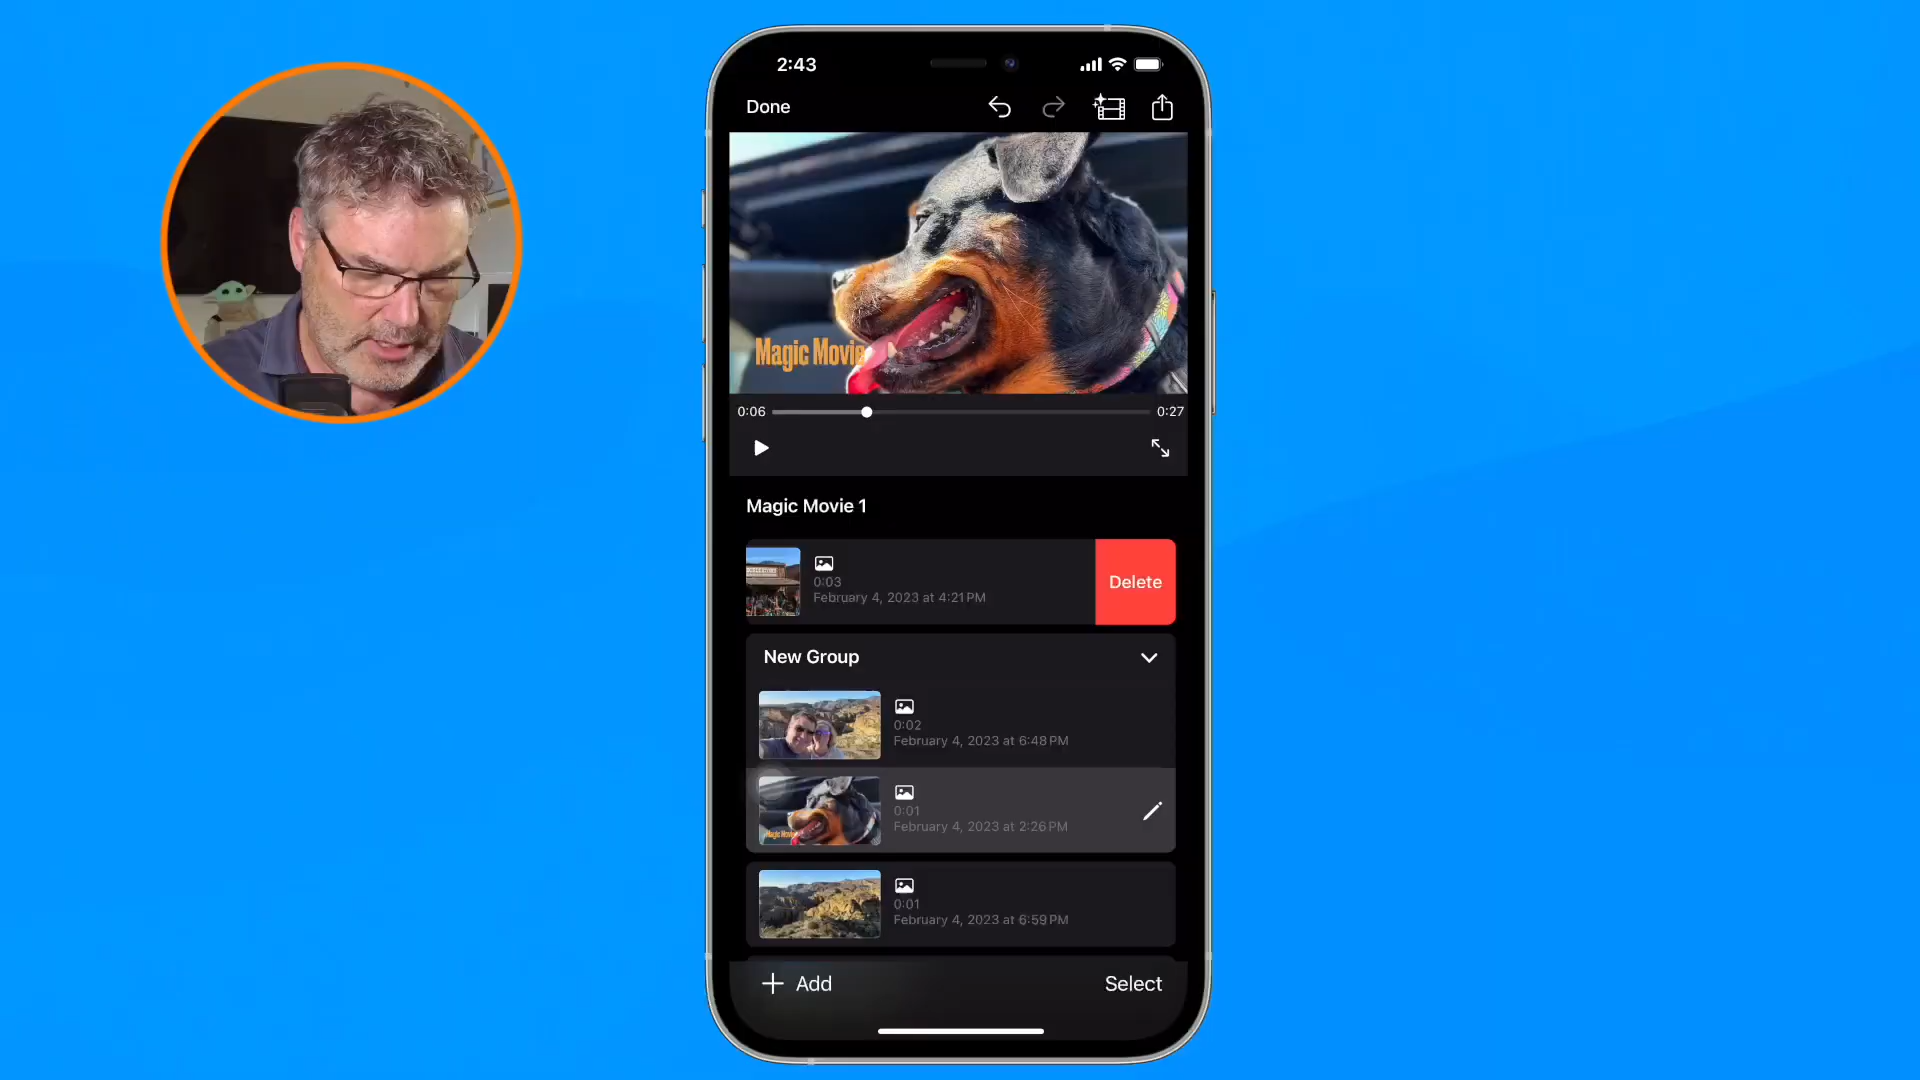 2:43
Done
Magic Movie
0:06
0:27
Magic Movie 1
0:03
February 4, 2023 at 4:21 PM
Delete
New Group
0:02
February 4, 2023 at 6:48 PM
Magic Movie
0:01
February 4, 2023 at 2:26 PM
0:01
February 4, 2023 at 6:59 PM
Add
Select